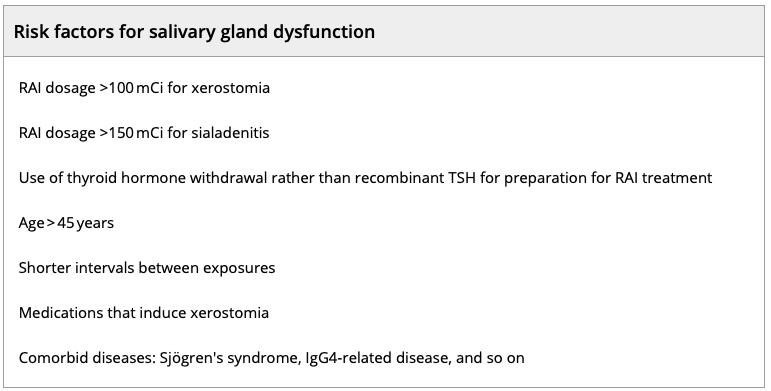 Risk factors for salivary gland dysfunction
RAI dosage >100 mCi for xerostomia
RAI dosage >150 mCi for sialadenitis
Use of thyroid hormone withdrawal rather than recombinant TSH for preparation for RAI treatment
Age > 45 years
Shorter intervals between exposures
Medications that induce xerostomia
Comorbid diseases: Sjögren's syndrome, IgG4-related disease, and so on